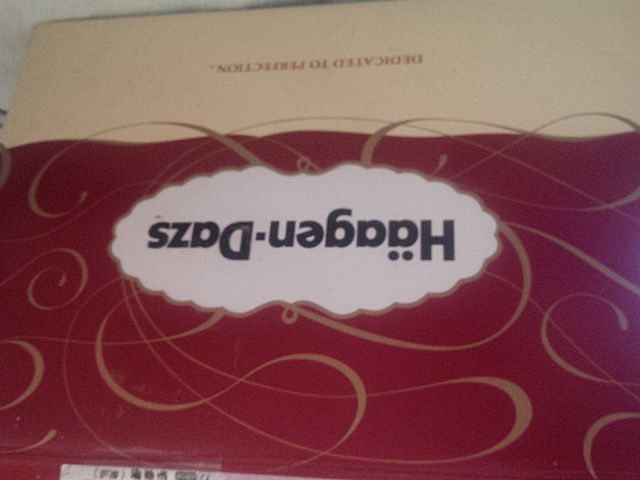 Häagen-Dazs
DEDICATED TO PERFECTION.